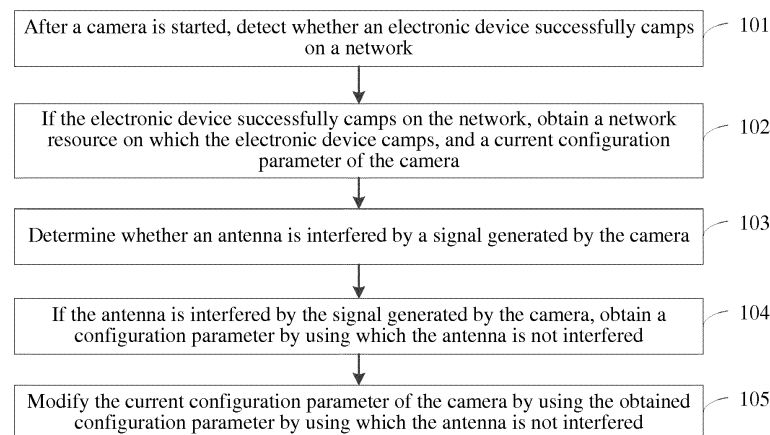 After a camera is started, detect whether an electronic device successfully camps
on a network
101
If the electronic device successfully camps on the network, obtain a network
resource on which the electronic device camps, and a current configuration
parameter of the camera
102
Determine whether an antenna is interfered by a signal generated by the camera
103
If the antenna is interfered by the signal generated by the camera, obtain a
configuration parameter by using which the antenna is not interfered
104
Modify the current configuration parameter of the camera by using the obtained
configuration parameter by using which the antenna is not interfered
105